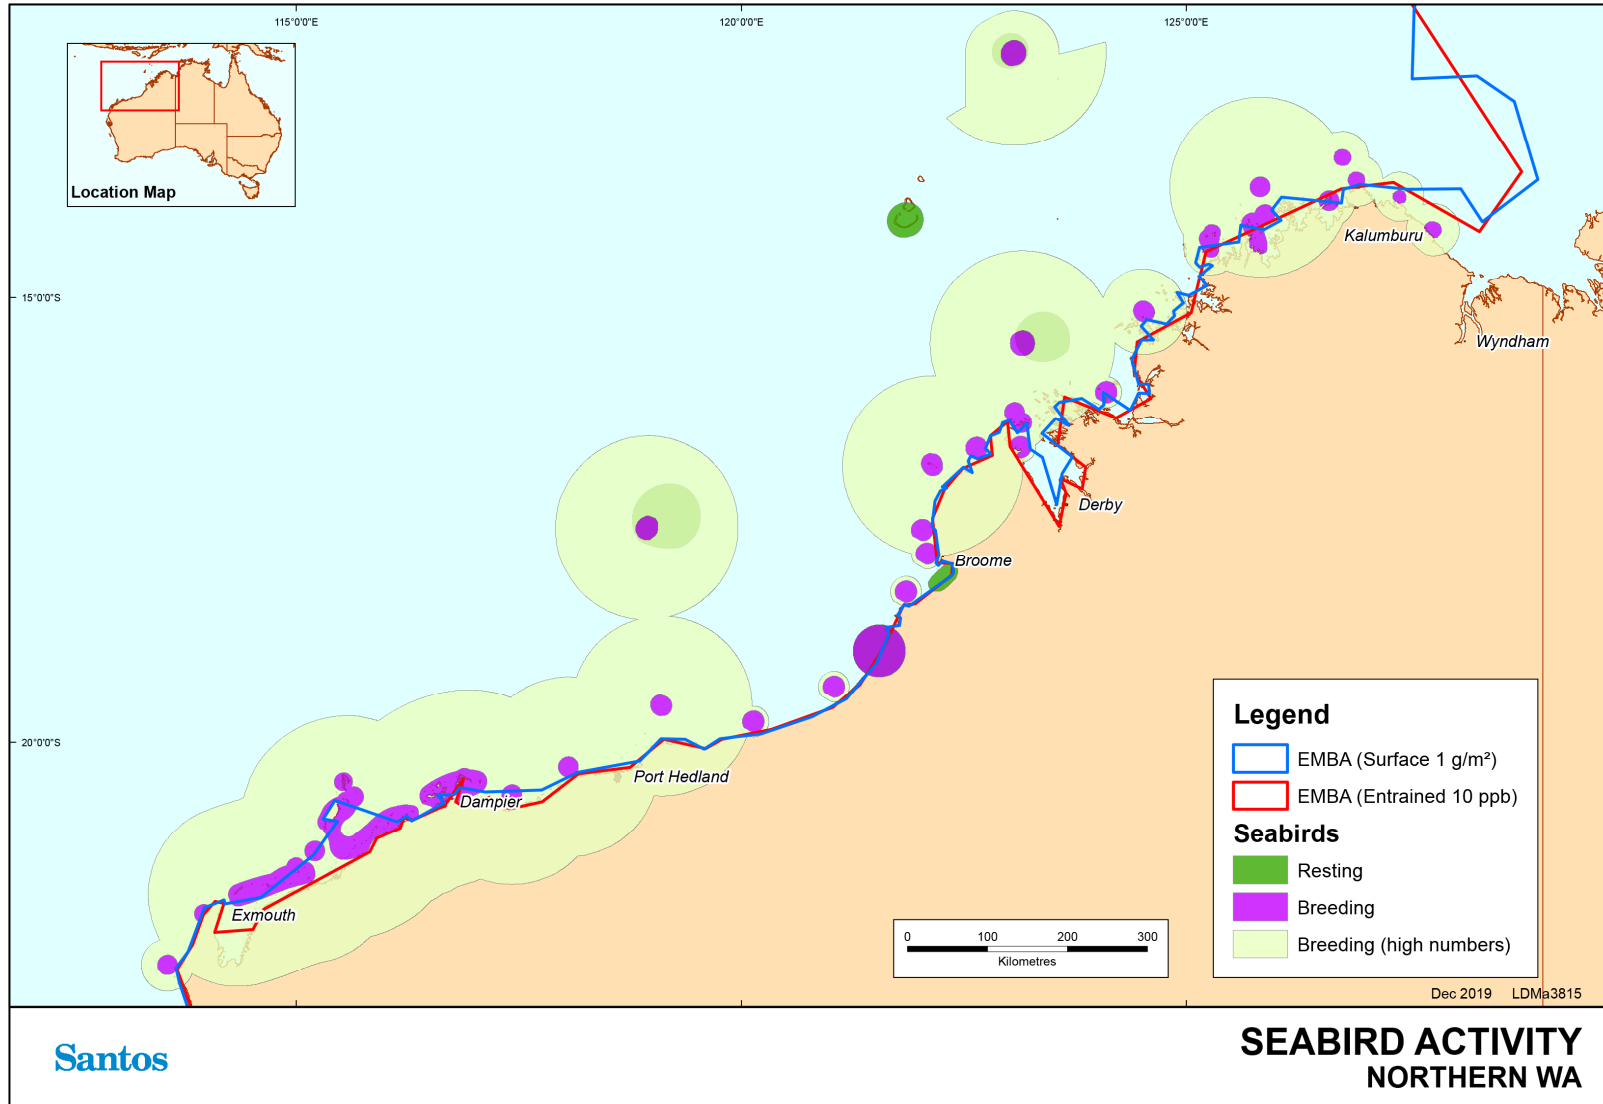 115°0'0"E
120°0'0"E
125°0'0"E
Location Map
Kalumburu
15°0'0"S
Wyndham
Derby
Broome
20°0'0"S
Port Hedland
Dampier
Exmouth
Legend
EMBA (Surface 1 g/m²)
EMBA (Entrained 10 ppb)
Seabirds
Resting
Breeding
Breeding (high numbers)
0 100 200 300
Kilometres
Dec 2019 LDMa3815
Santos
SEABIRD ACTIVITY
NORTHERN WA